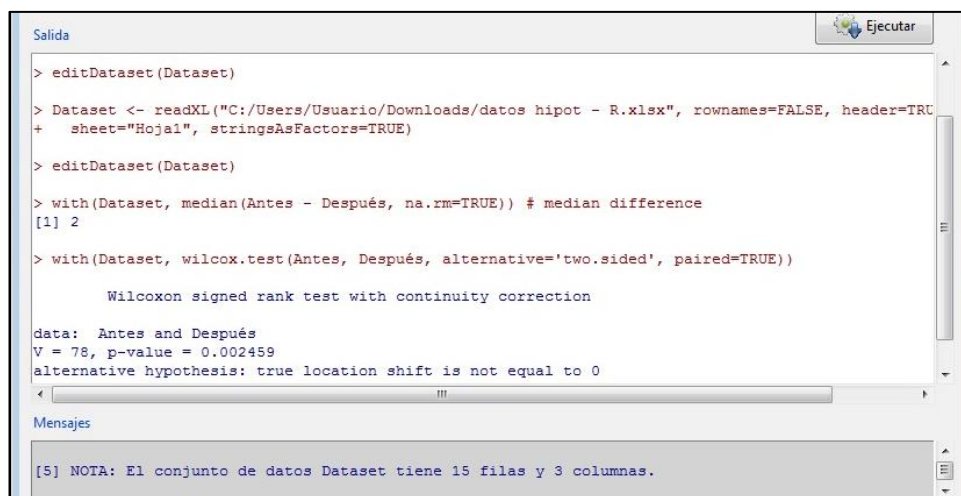 Salida
Ejecutar
> editDataset(Dataset)
> Dataset <- readXL("C:/Users/Usuario/Downloads/datos hipot - R.xlsx", rownames=FALSE, header=TRU
+   sheet="Hoja1", stringsAsFactors=TRUE)
> editDataset(Dataset)
> with(Dataset, median(Antes - Después, na.rm=TRUE)) # median difference
[1] 2
> with(Dataset, wilcox.test(Antes, Después, alternative='two.sided', paired=TRUE))
Wilcoxon signed rank test with continuity correction
data:  Antes and Después
V = 78, p-value = 0.002459
alternative hypothesis: true location shift is not equal to 0
Mensajes
[5] NOTA: El conjunto de datos Dataset tiene 15 filas y 3 columnas.